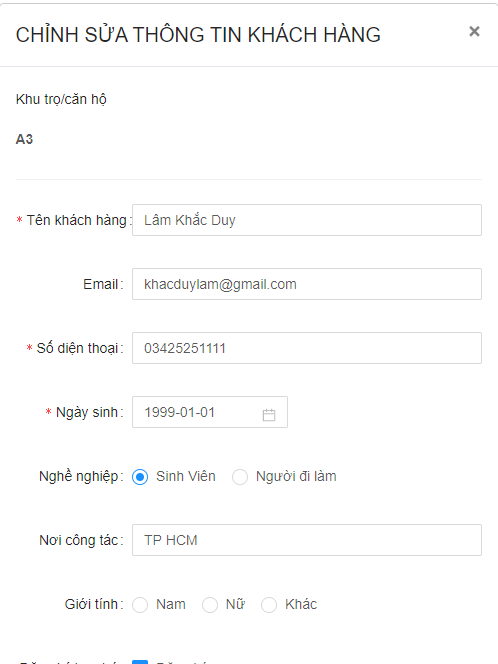 CHỈNH SỬA THÔNG TIN KHÁCH HÀNG ×
Khu trọ/căn hộ
A3
* Tên khách hàng: Lâm Khắc Duy
Email: khacduylam@gmail.com
* Số diện thoại: 03425251111
* Ngày sinh: 1999-01-01
Nghề nghiệp: Sinh Viên Người đi làm
Nơi công tác: TP HCM
Giới tính: Nam Nữ Khác